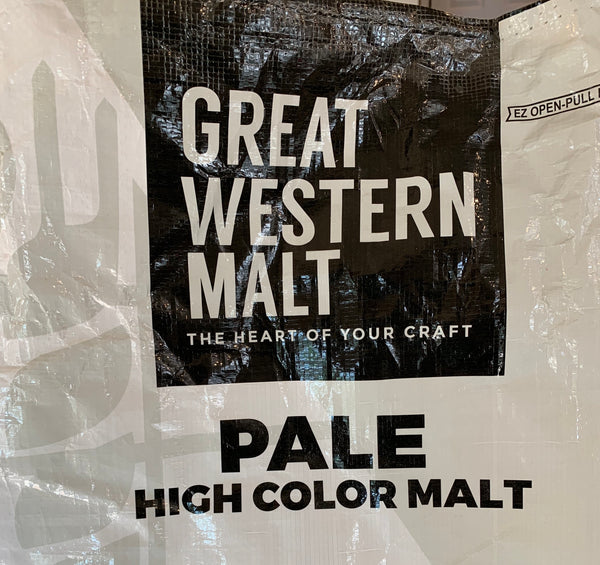 GREAT
WESTERN
MALT
THE HEART OF YOUR CRAFT
EZ OPEN-PULL
PALE
HIGH COLOR MALT